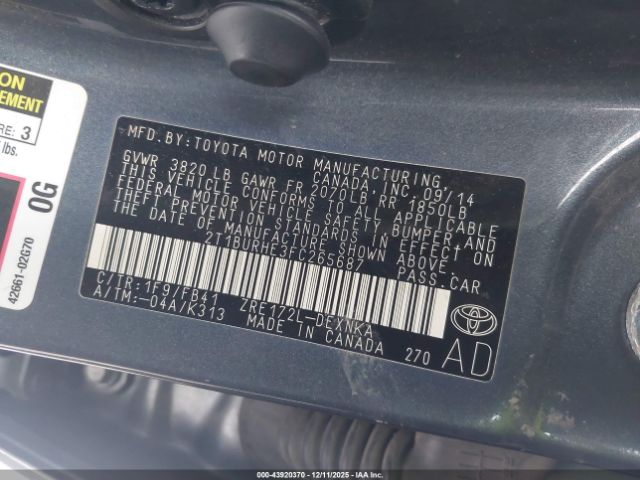 ON
EMENT
RE: 3
lbs.
0G
42661-02G70
MFD. BY: TOYOTA MOTOR MANUFACTURING,
CANADA, INC. 09/14
GVWR 3820 LB GAWR FR 2070LB RR 1850LB
THIS VEHICLE CONFORMS TO ALL APPLICABLE
FEDERAL MOTOR VEHICLE SAFETY, BUMPER, AND
THEFT PREVENTION STANDARDS IN EFFECT ON
THE DATE OF MANUFACTURE SHOWN ABOVE.
2T1BURHE3FC265687 PASS.CAR
C/TR: 1F9/FB41 ZRE172L-DEXNKA
A/TM: -04A/K313 MADE IN CANADA 270
AD
TOYOTA
000-43920370 | 12/11/2025 - IAA Inc.